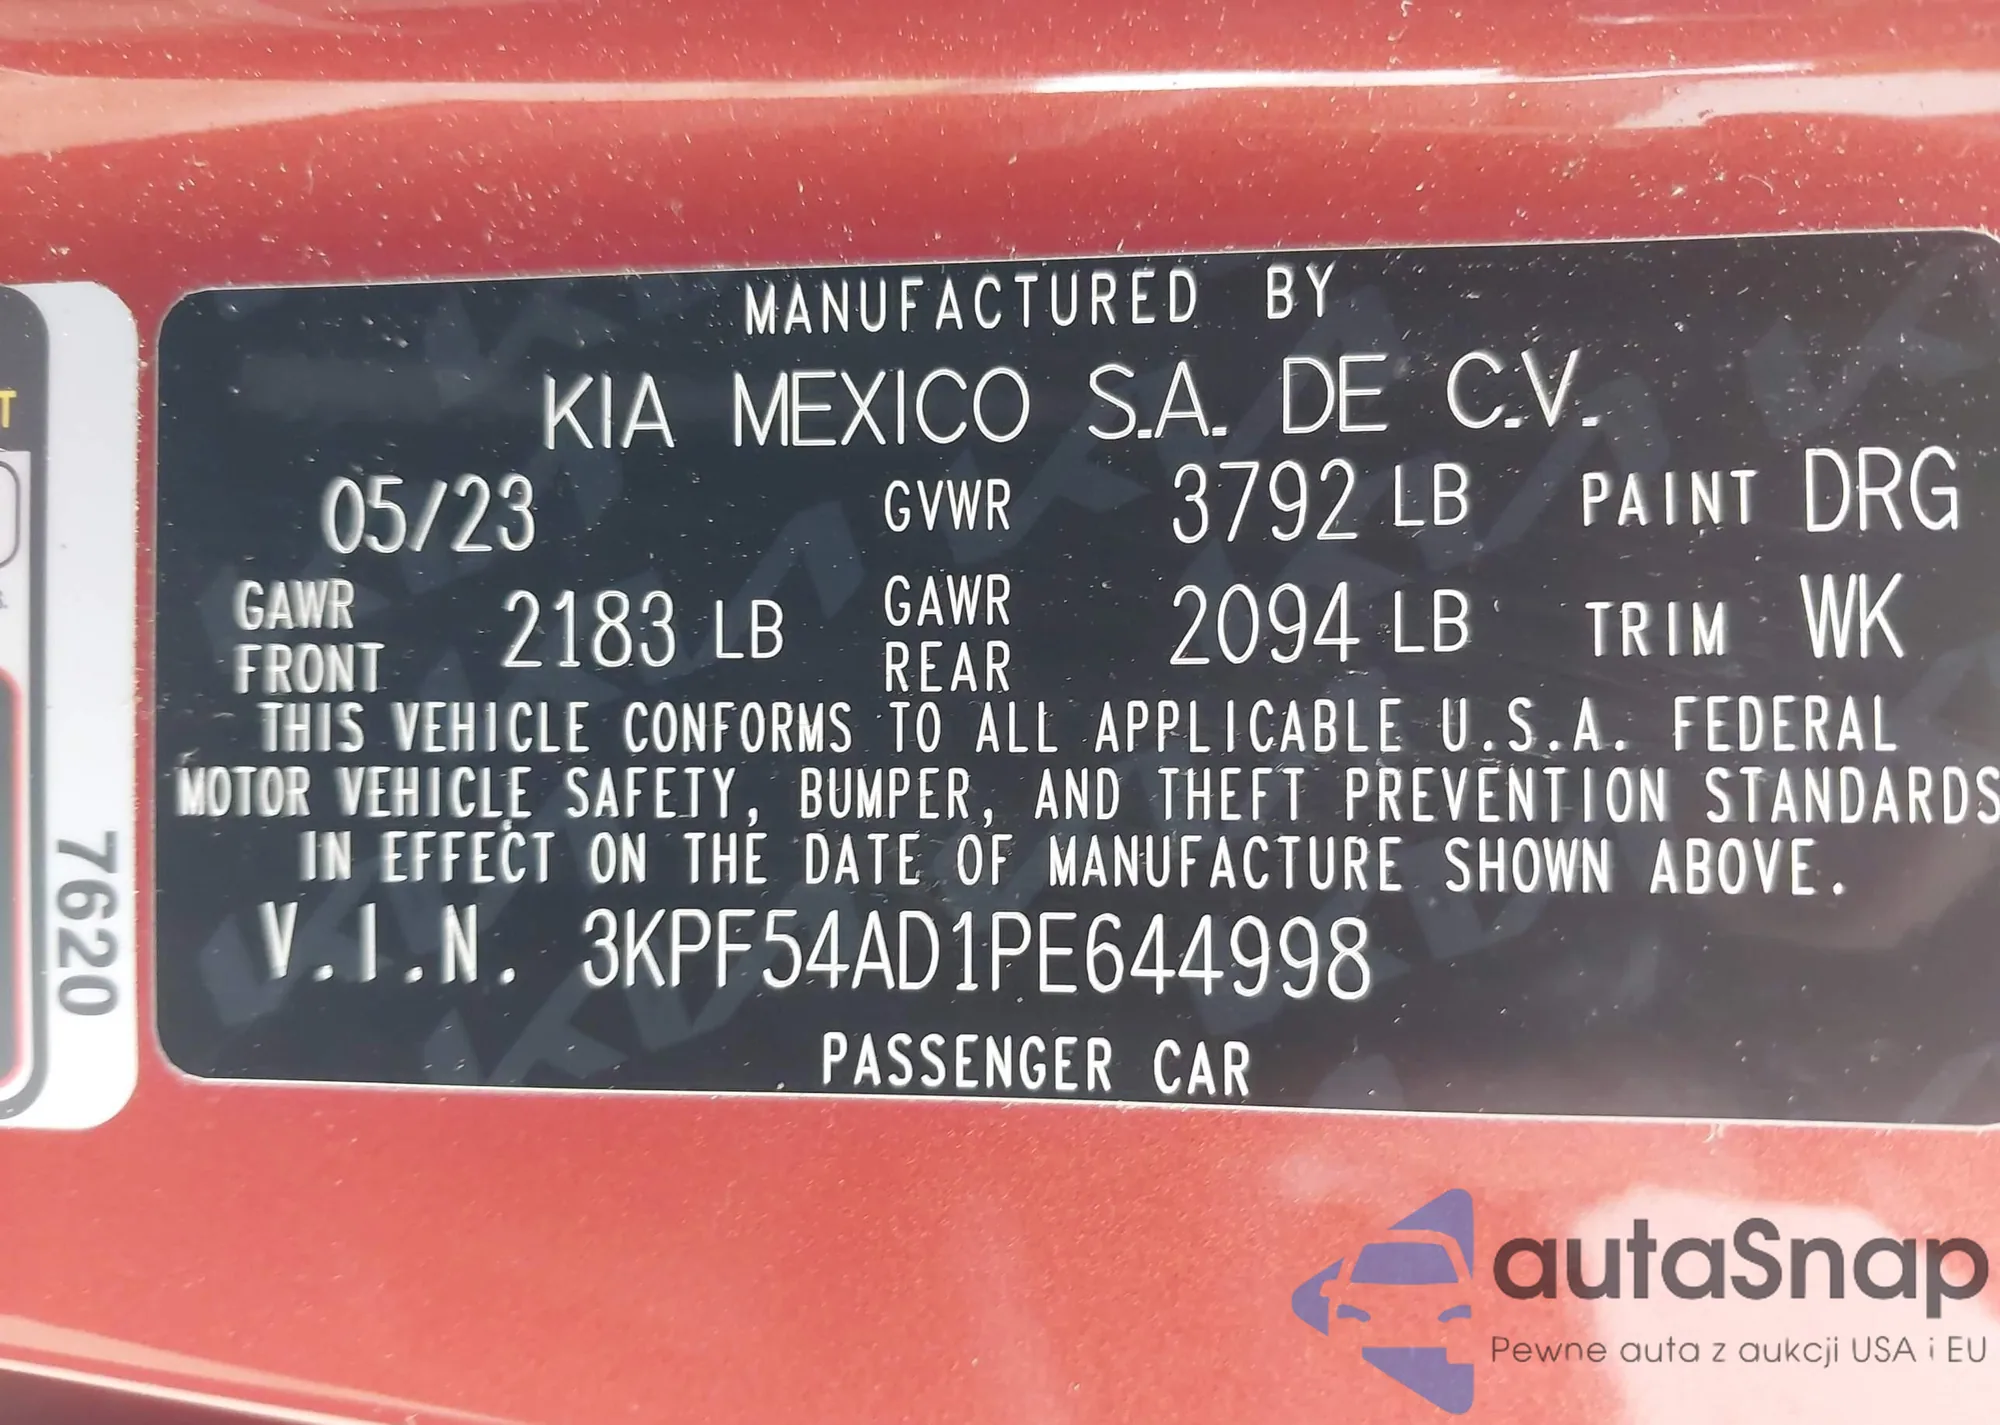 MANUFACTURED BY
KIA MEXICO S.A. DE C.V.
05/23 GVWR 3792 LB PAINT DRG
GAWR FRONT 2183 LB GAWR REAR 2094 LB TRIM WK
THIS VEHICLE CONFORMS TO ALL APPLICABLE U.S.A. FEDERAL
MOTOR VEHICLE SAFETY, BUMPER, AND THEFT PREVENTION STANDARDS
IN EFFECT ON THE DATE OF MANUFACTURE SHOWN ABOVE.
V.I.N. 3KPF54AD1PE644998
PASSENGER CAR
T
7620
autaSnap
Pewne auta z aukcji USA i EU